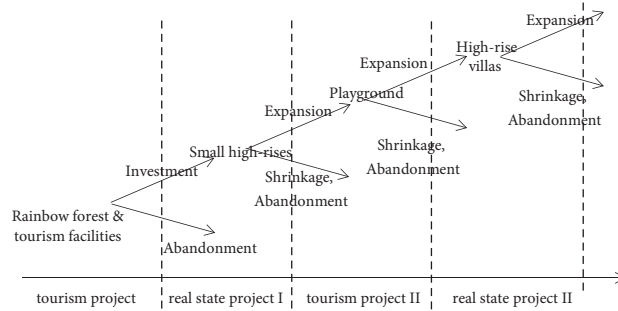 Expansion
High-rise
villas
Expansion
Playground
Shrinkage,
Abandonment
Expansion
Small high-rises
Shrinkage,
Abandonment
Investment
Shrinkage,
Abandonment
Rainbow forest &
tourism facilities
Abandonment
tourism project
real state project I
tourism project II
real state project II